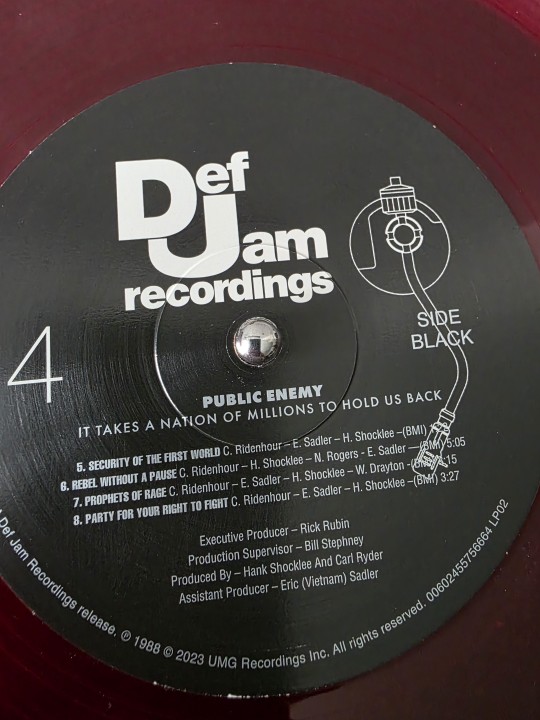 Def
Jam
recordings
SIDE
BLACK
4
PUBLIC ENEMY
IT TAKES A NATION OF MILLIONS TO HOLD US BACK
5. SECURITY OF THE FIRST WORLD C. Ridenhour – E. Sadler – H. Shocklee –(BMI)
6. REBEL WITHOUT A PAUSE C. Ridenhour – H. Shocklee – N. Rogers - E. Sadler —(BMI) 5:05
7. PROPHETS OF RAGE C. Ridenhour – E. Sadler – H. Shocklee – W. Drayton -(BMI) :15
8. PARTY FOR YOUR RIGHT TO FIGHT C. Ridenhour – E. Sadler – H. Shocklee –(BMI) 3:27
Executive Producer – Rick Rubin
Production Supervisor – Bill Stephney
Produced By – Hank Shocklee And Carl Ryder
Assistant Producer – Eric (Vietnam) Sadler
Def Jam Recordings release. ℗ 1988 © 2023 UMG Recordings Inc. All rights reserved. 00602455756664 LP02